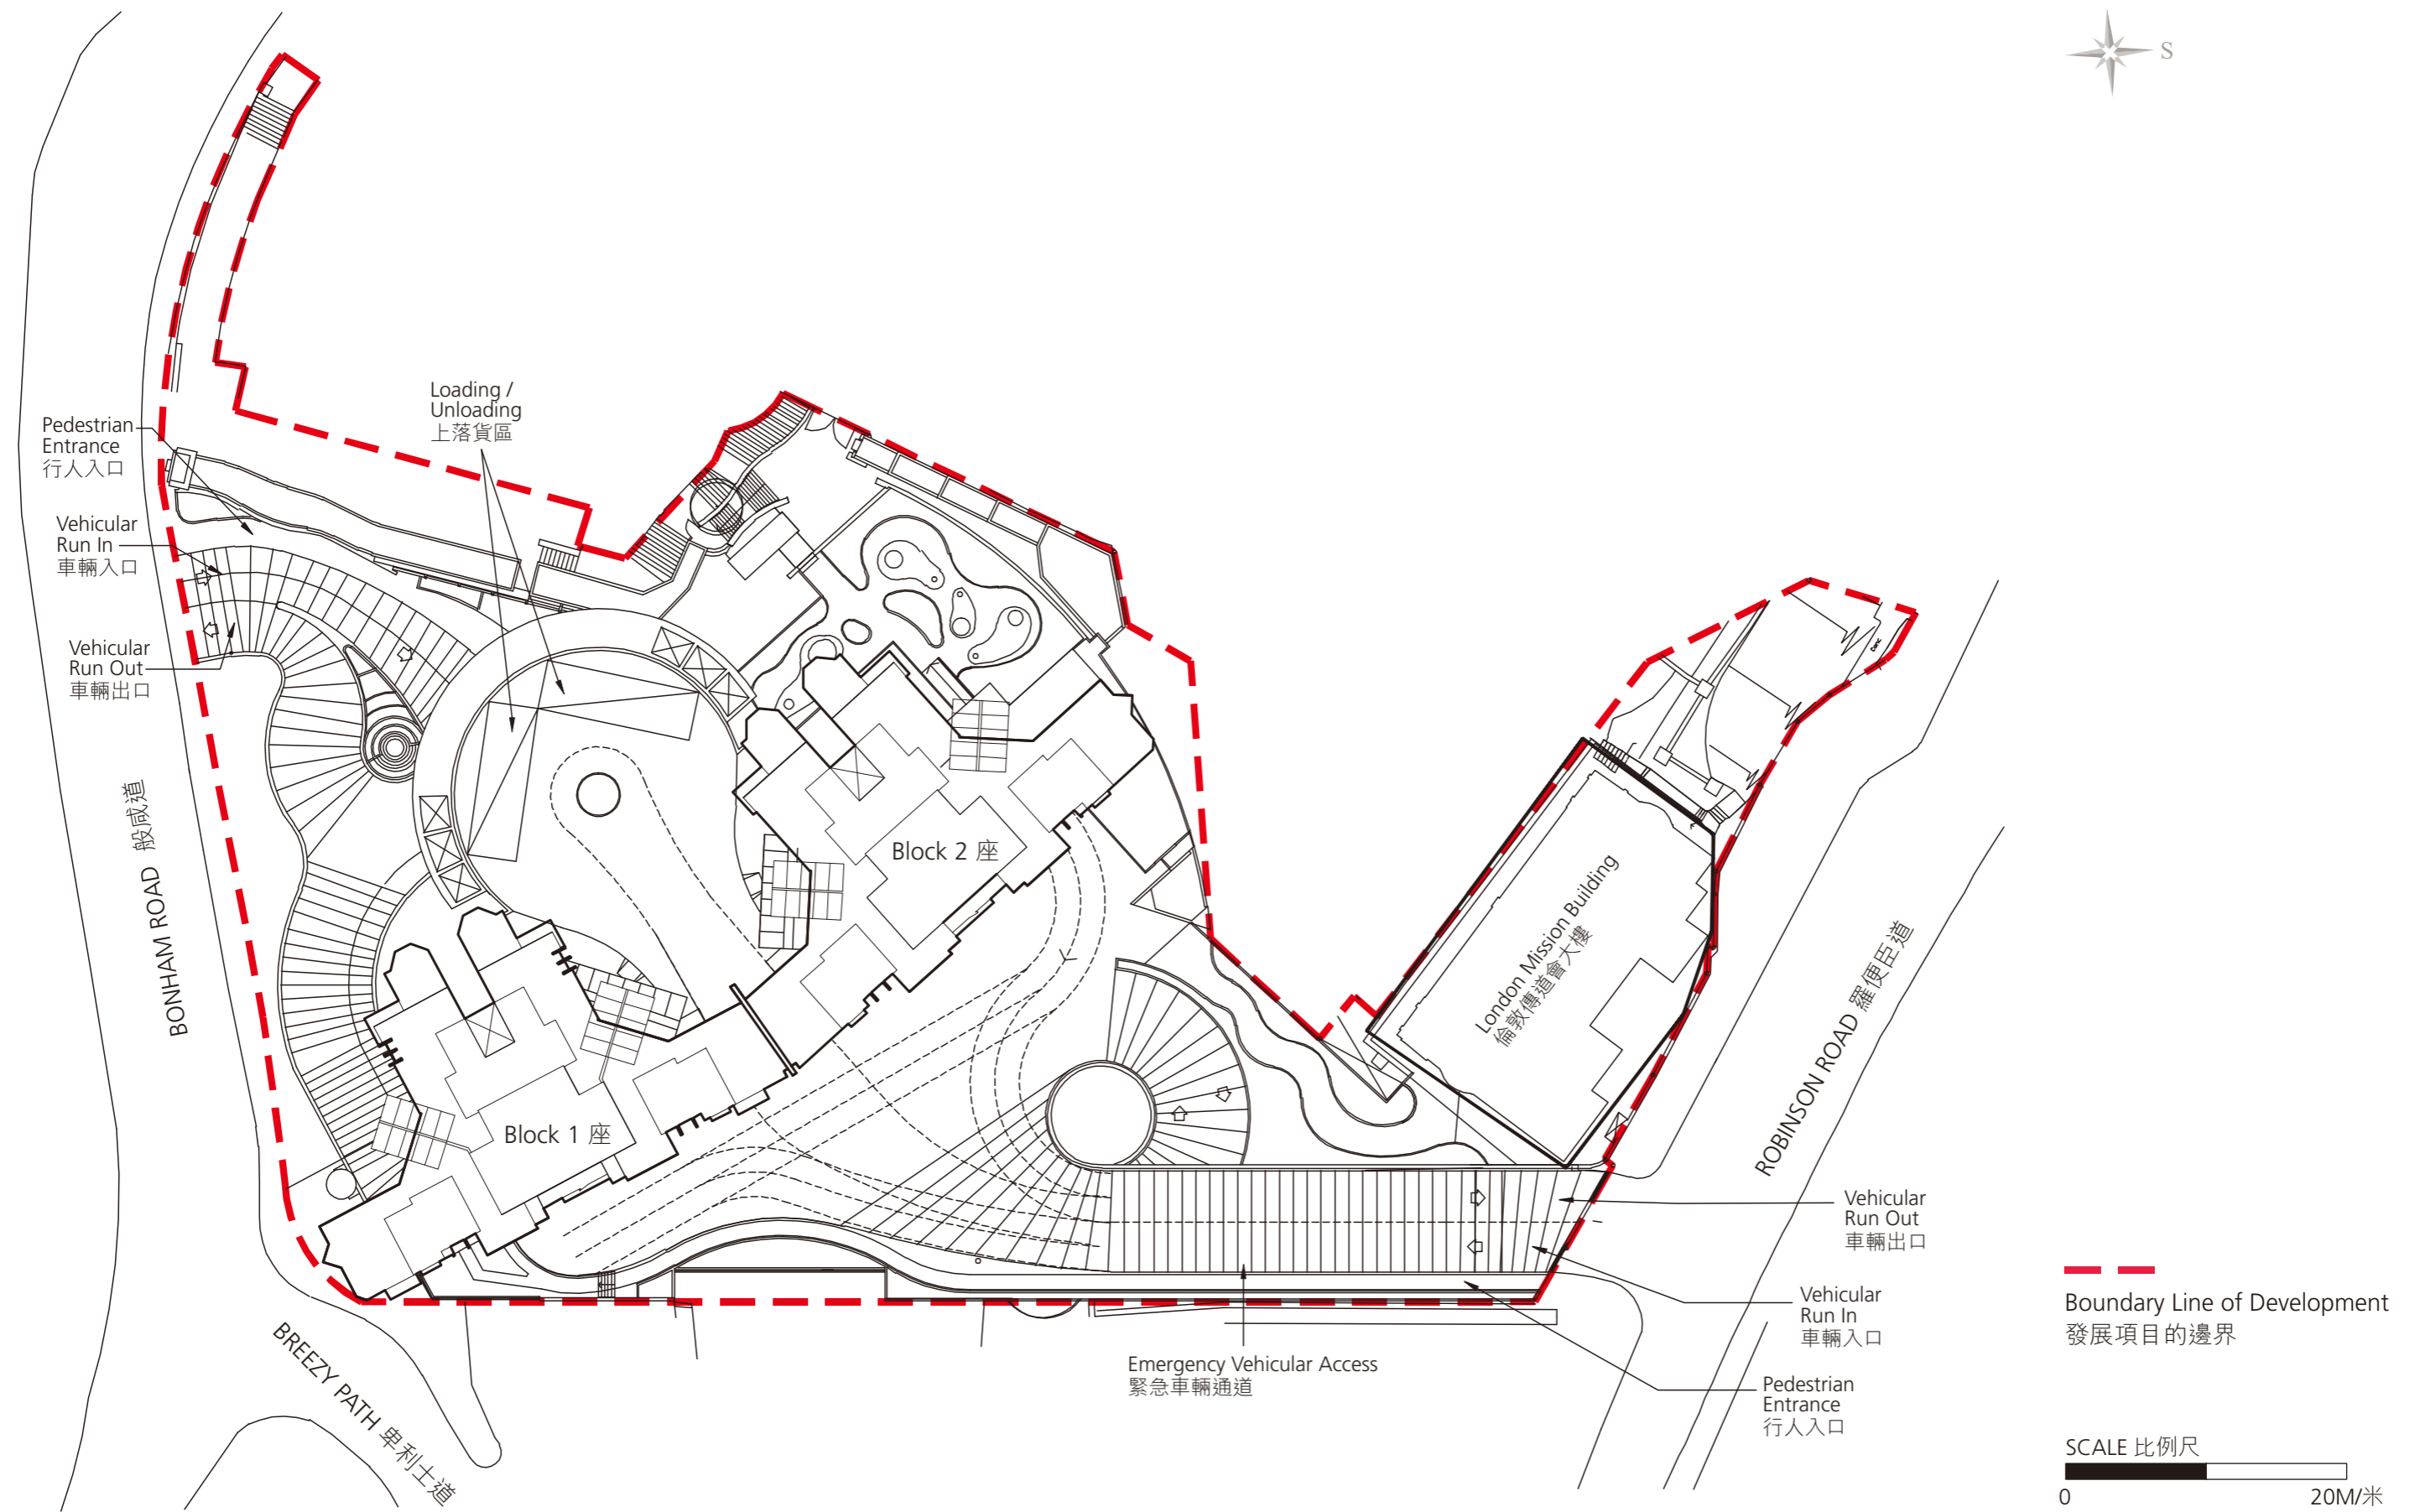 S
Loading /
Unloading
上落貨區
Pedestrian
Entrance
行人入口
Vehicular
Run In
車輛入口
Vehicular
Run Out
車輛出口
BONHAM ROAD 般咸道
Block 2 座
Block 1 座
London Mission Building
倫敦傳道會大樓
ROBINSON ROAD 羅便臣道
Vehicular
Run Out
車輛出口
Vehicular
Run In
車輛入口
Pedestrian
Entrance
行人入口
Emergency Vehicular Access
緊急車輛通道
BREEZY PATH 卑利士道
Boundary Line of Development
發展項目的邊界
SCALE 比例尺
0 20M/米